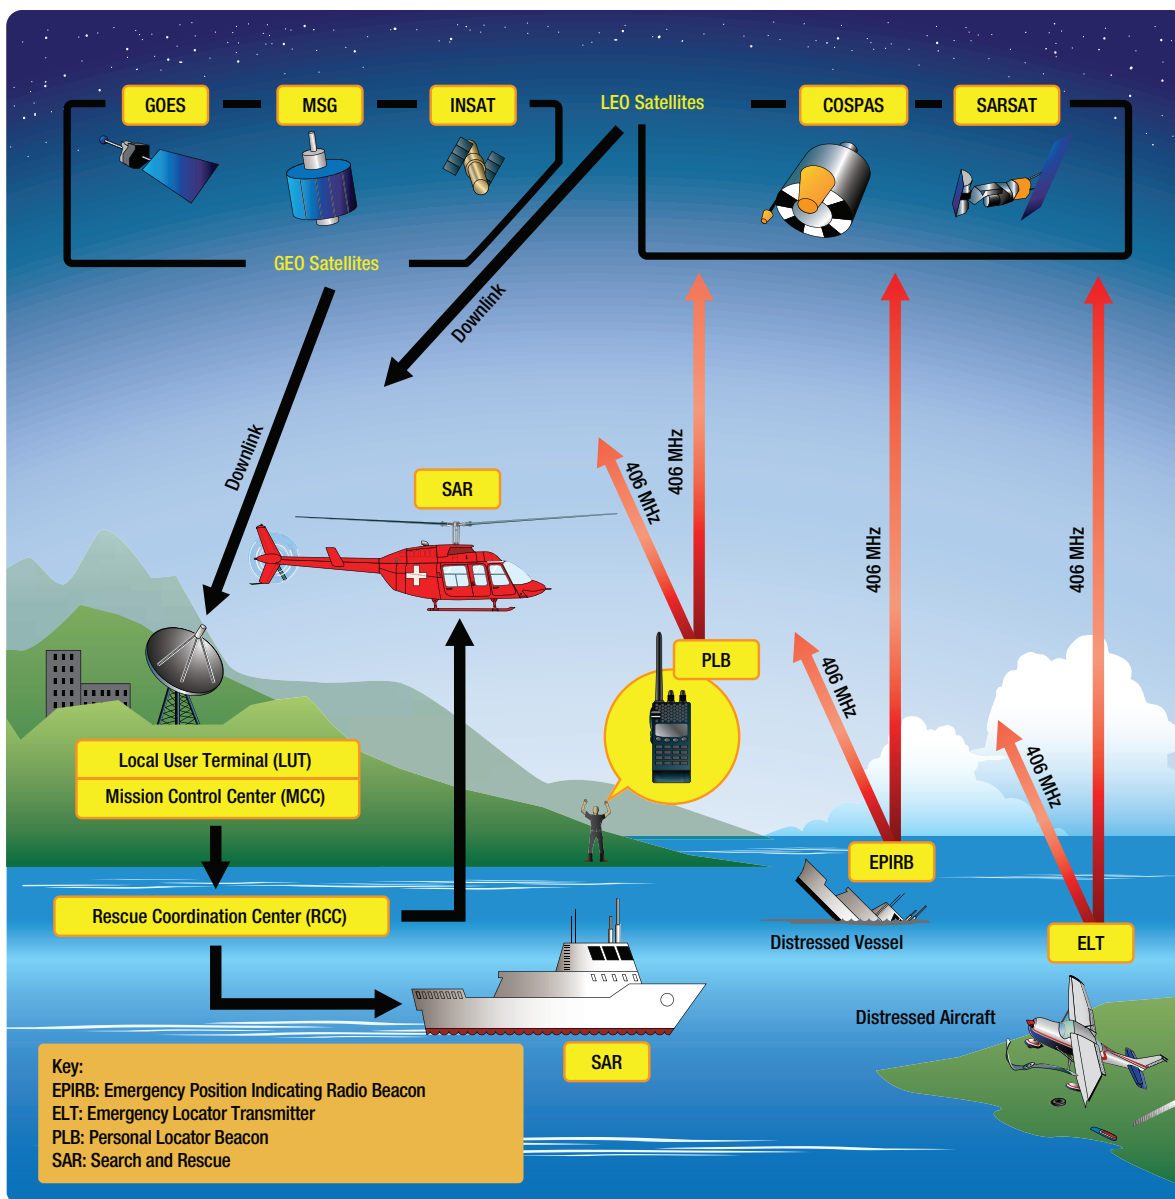 GOES
MSG
INSAT
LEO Satellites
COSPAS
SARSAT
GEO Satellites
Downlink
Downlink
SAR
406 MHz
406 MHz
406 MHz
406 MHz
406 MHz
406 MHz
PLB
Local User Terminal (LUT)
Mission Control Center (MCC)
EPIRB
Rescue Coordination Center (RCC)
Distressed Vessel
ELT
Distressed Aircraft
SAR
Key:
EPIRB: Emergency Position Indicating Radio Beacon
ELT: Emergency Locator Transmitter
PLB: Personal Locator Beacon
SAR: Search and Rescue